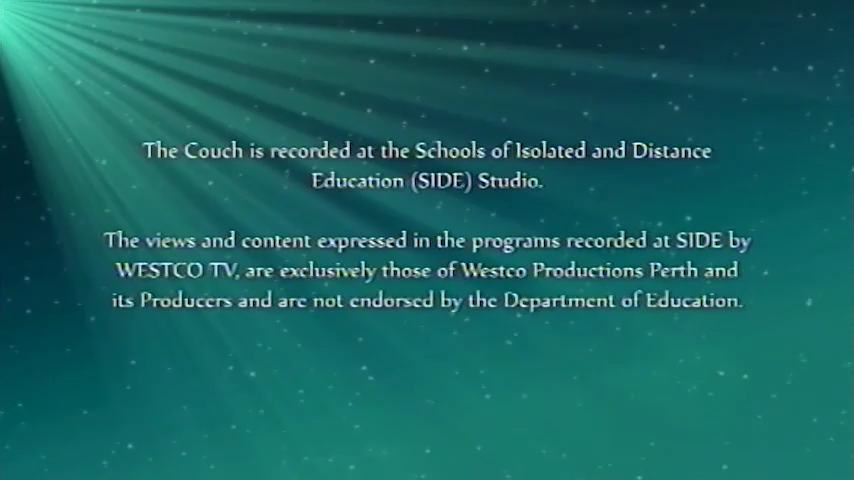 The Couch is recorded at the Schools of Isolated and Distance
Education (SIDE) Studio.
The views and content expressed in the programs recorded at SIDE by
WESTCO TV, are exclusively those of Westco Productions Perth and
its Producers and are not endorsed by the Department of Education.